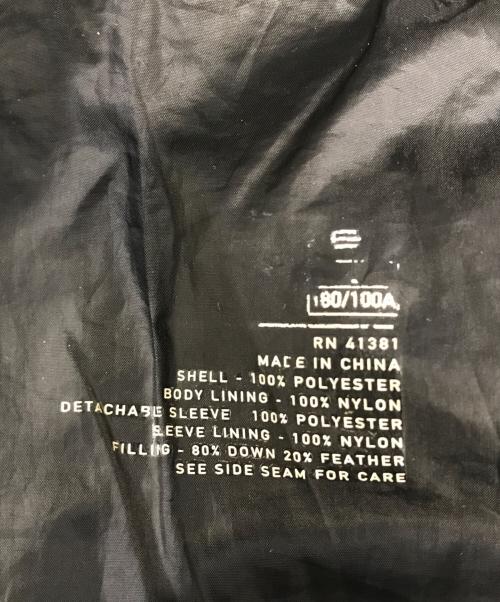 180/100A
RN 41381
MADE IN CHINA
SHELL - 100% POLYESTER
BODY LINING - 100% NYLON
DETACHABLE SLEEVE 100% POLYESTER
SLEEVE LINING - 100% NYLON
FILLING - 80% DOWN 20% FEATHER
SEE SIDE SEAM FOR CARE